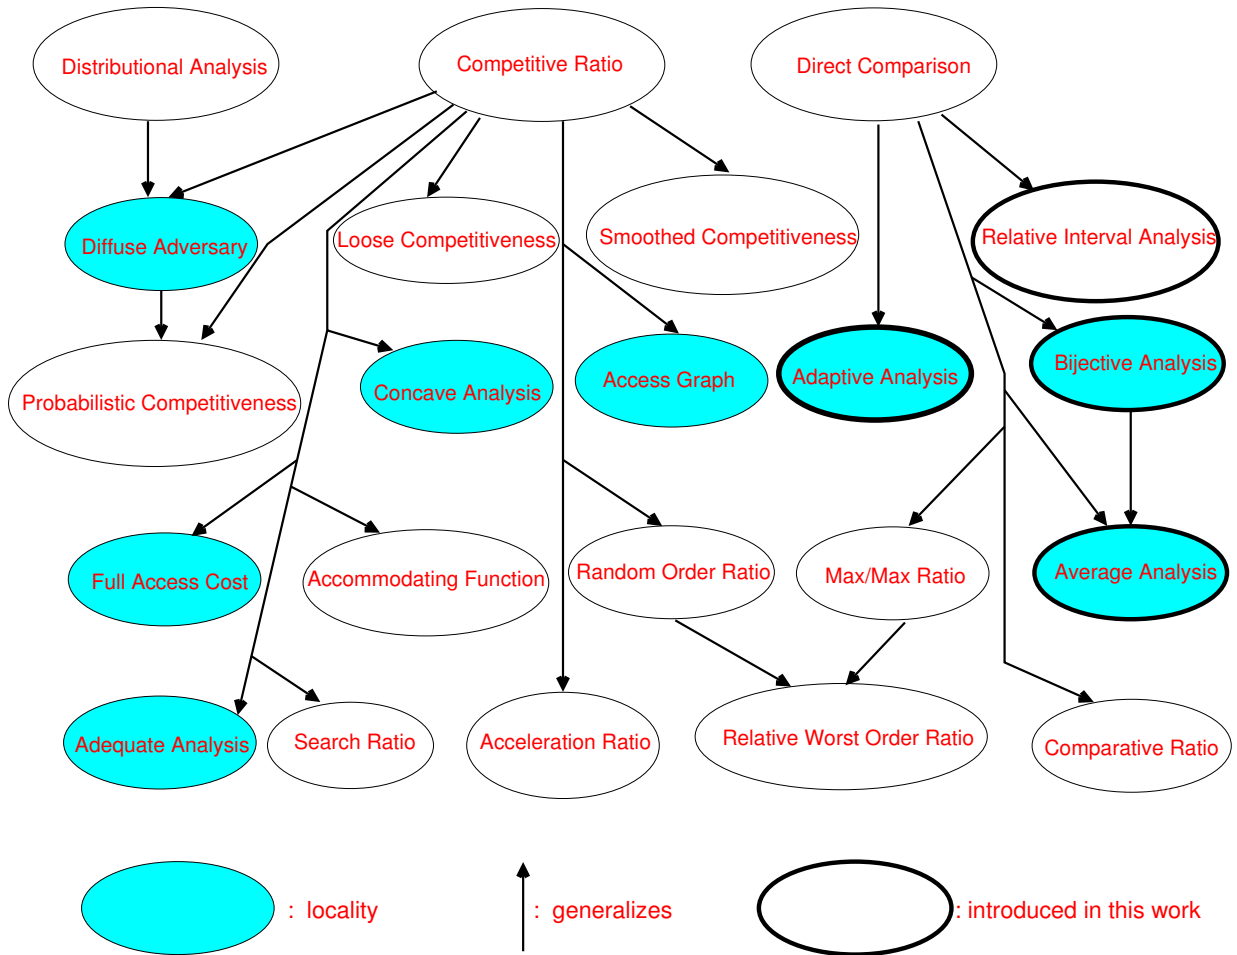 Distributional Analysis
Competitive Ratio
Direct Comparison
Diffuse Adversary
Loose Competitiveness
Smoothed Competitiveness
Relative Interval Analysis
Probabilistic Competitiveness
Concave Analysis
Access Graph
Adaptive Analysis
Bijective Analysis
Full Access Cost
Accommodating Function
Random Order Ratio
Max/Max Ratio
Average Analysis
Adequate Analysis
Search Ratio
Acceleration Ratio
Relative Worst Order Ratio
Comparative Ratio
: locality
: generalizes
: introduced in this work